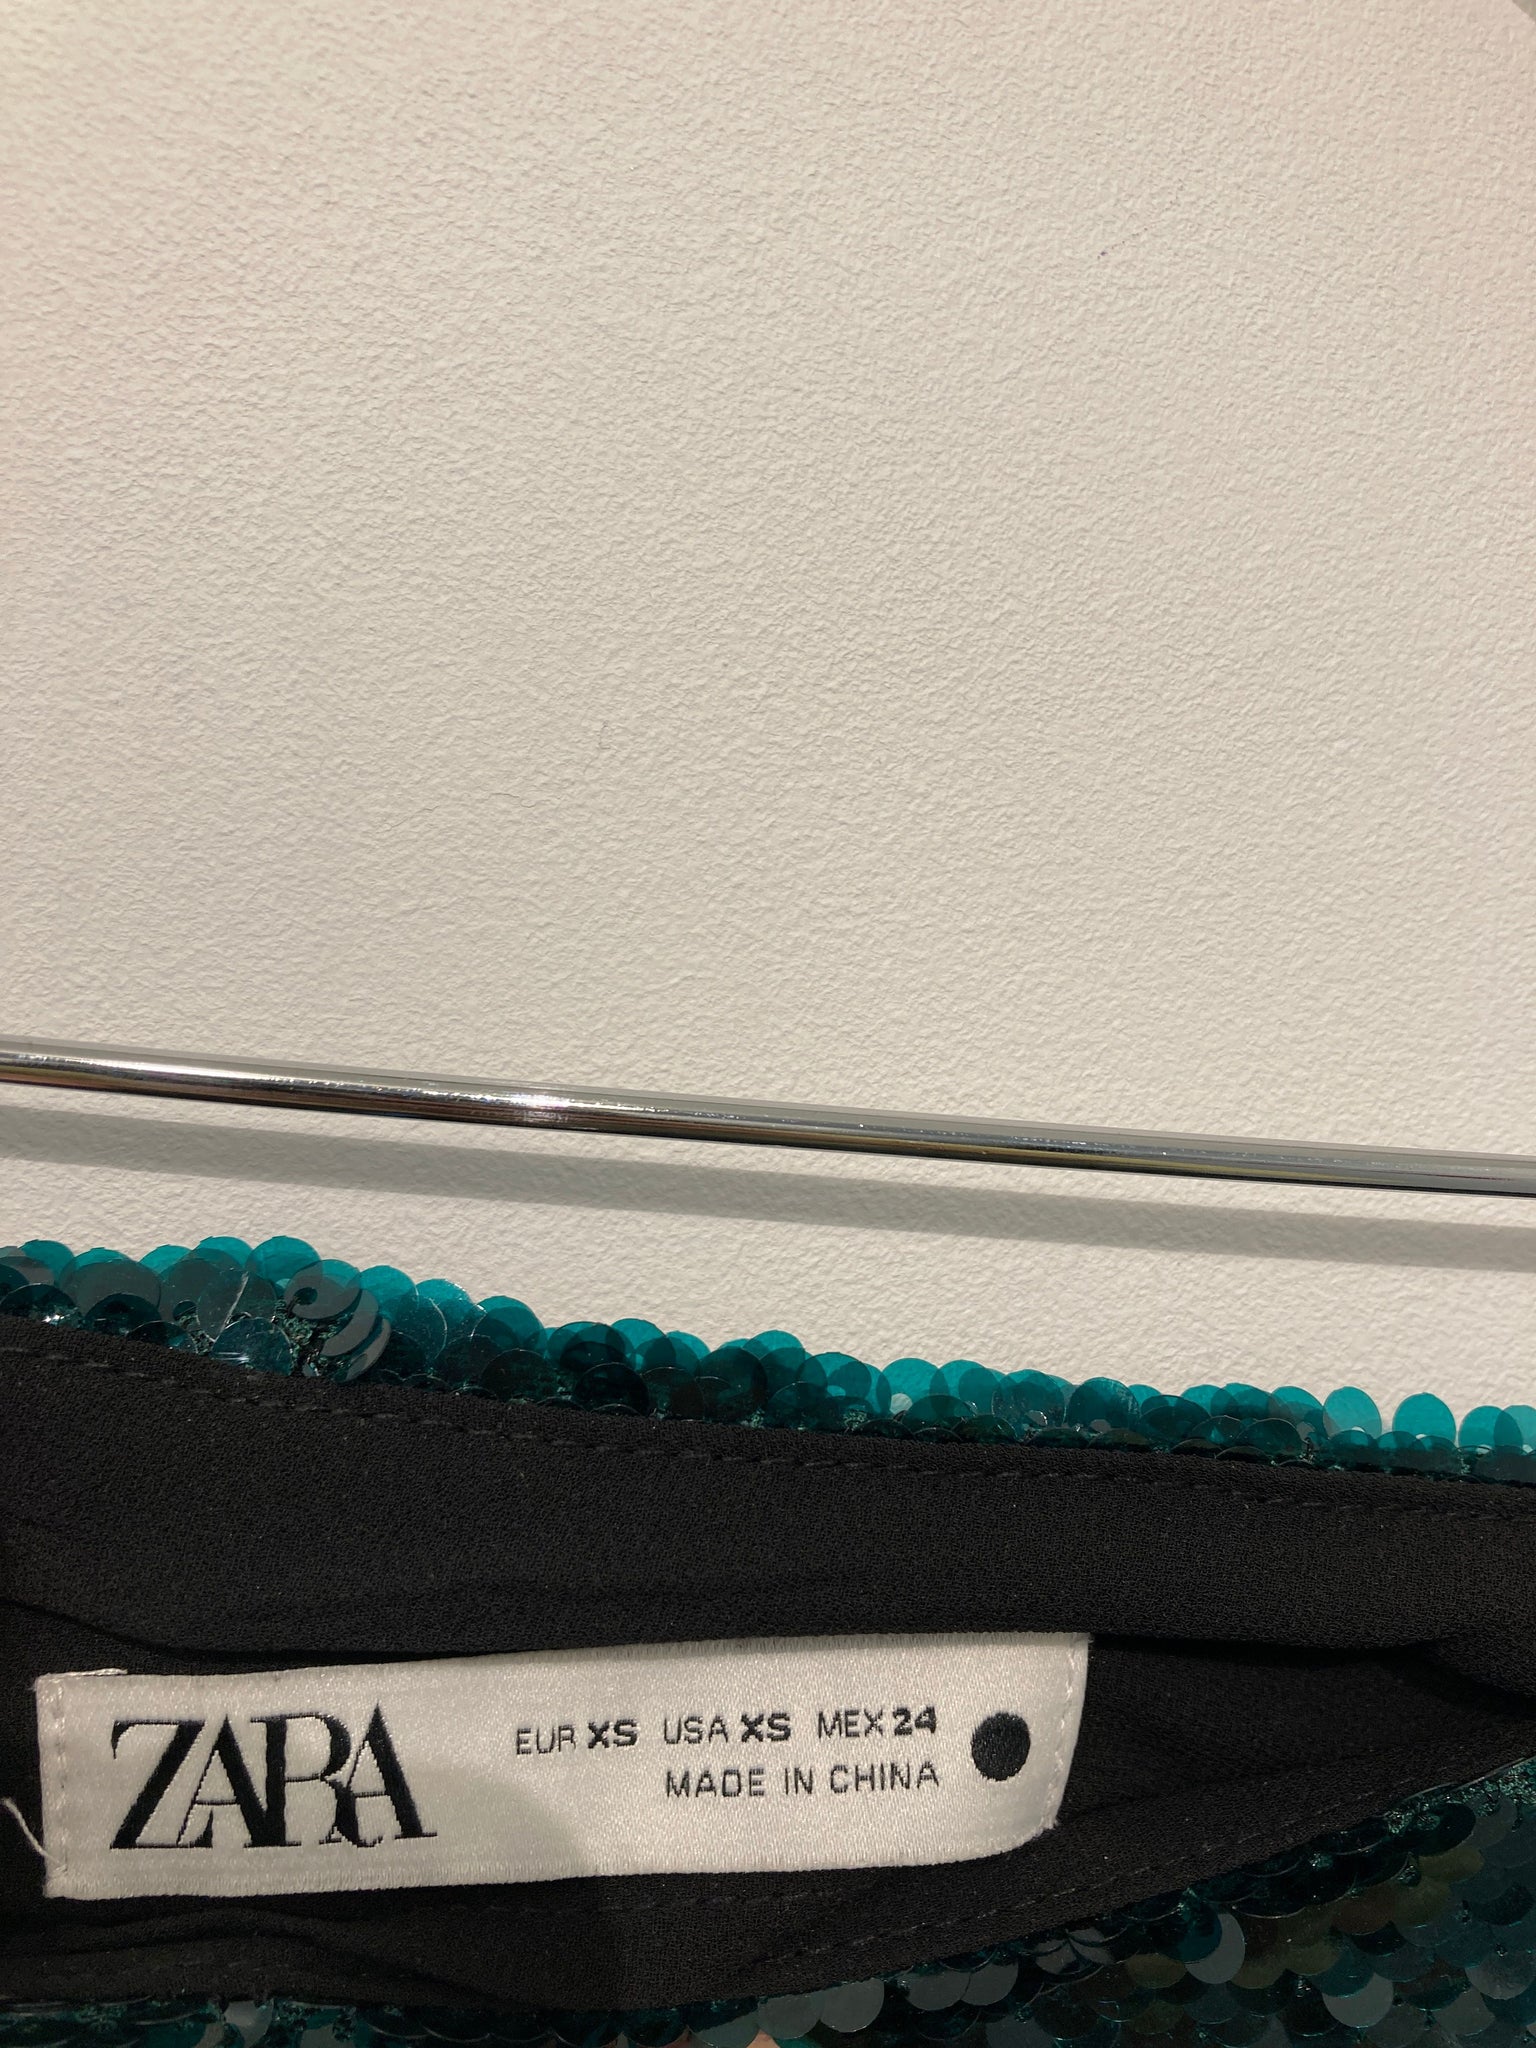 ZARA
EUR XS USA XS MEX 24
MADE IN CHINA